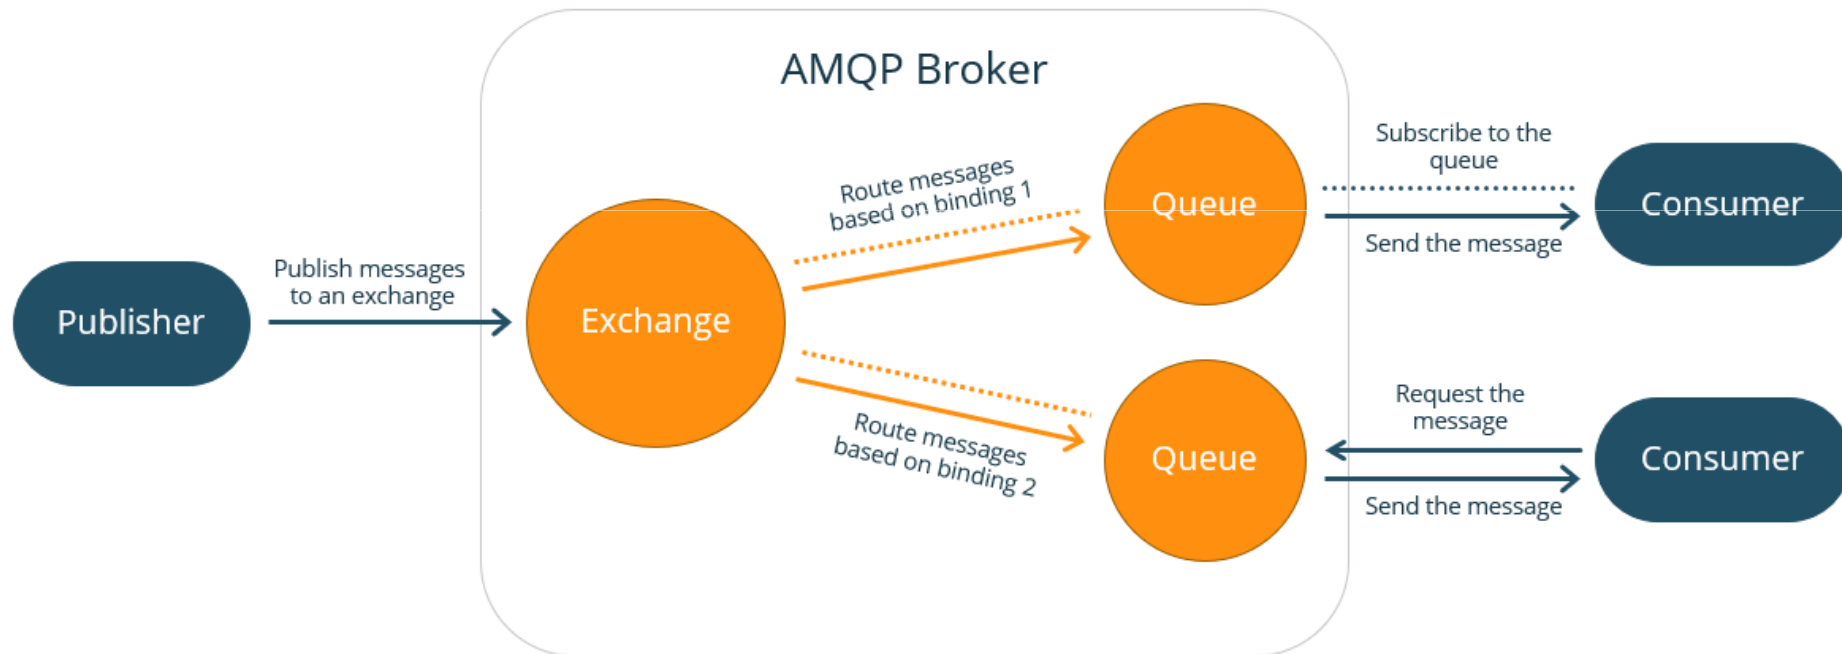 AMQP Broker
Publisher
Publish messages
to an exchange
Exchange
Route messages
based on binding 1
Queue
Subscribe to the
queue
Send the message
Consumer
Route messages
based on binding 2
Queue
Request the
message
Send the message
Consumer